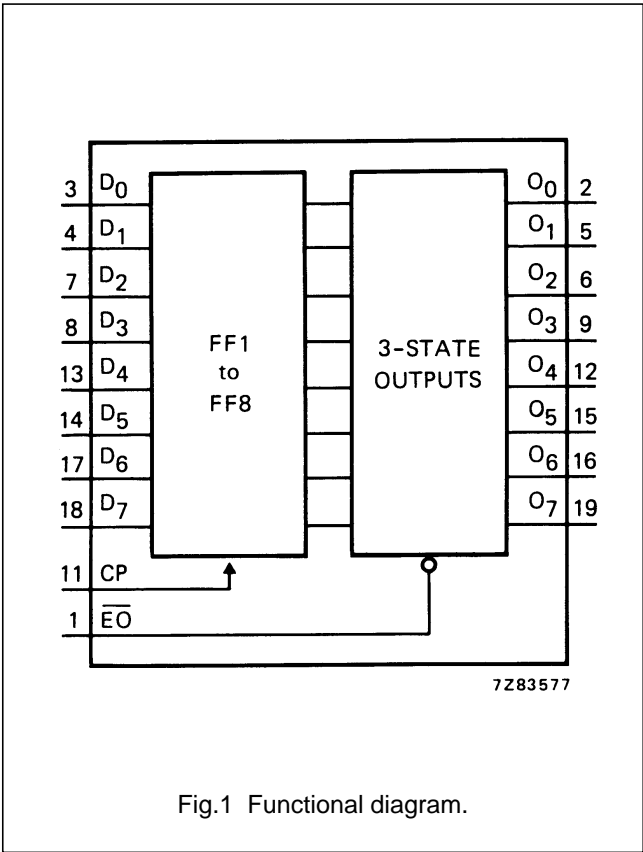 3 D0 O0 2
4 D1 O1 5
7 D2 O2 6
8 D3 O3 9
13 D4 O4 12
14 D5 O5 15
17 D6 O6 16
18 D7 O7 19
FF1
to
FF8
3-STATE
OUTPUTS
11 CP
1 E̅O̅
7Z83577
Fig.1 Functional diagram.